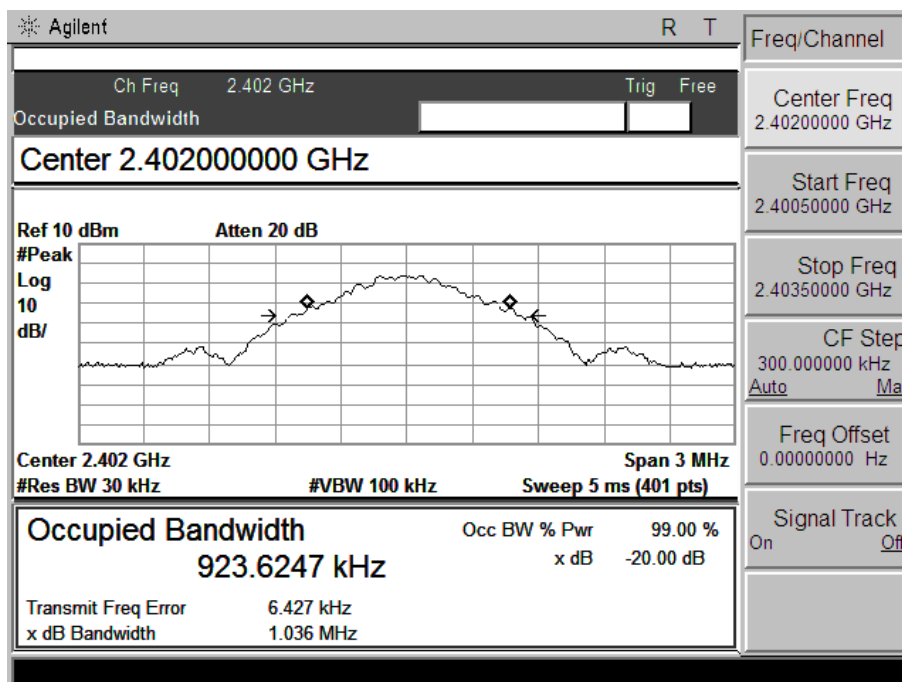 Agilent R T
Ch Freq 2.402 GHz Trig Free
Occupied Bandwidth
Center 2.402000000 GHz
Ref 10 dBm Atten 20 dB
#Peak
Log
10
dB/
Center 2.402 GHz Span 3 MHz
#Res BW 30 kHz #VBW 100 kHz Sweep 5 ms (401 pts)
Occupied Bandwidth
923.6247 kHz
Occ BW % Pwr 99.00 %
x dB -20.00 dB
Transmit Freq Error 6.427 kHz
x dB Bandwidth 1.036 MHz
Freq/Channel
Center Freq
2.40200000 GHz
Start Freq
2.40050000 GHz
Stop Freq
2.40350000 GHz
CF Step
300.000000 kHz
Auto Ma
Freq Offset
0.00000000 Hz
Signal Track
On Off